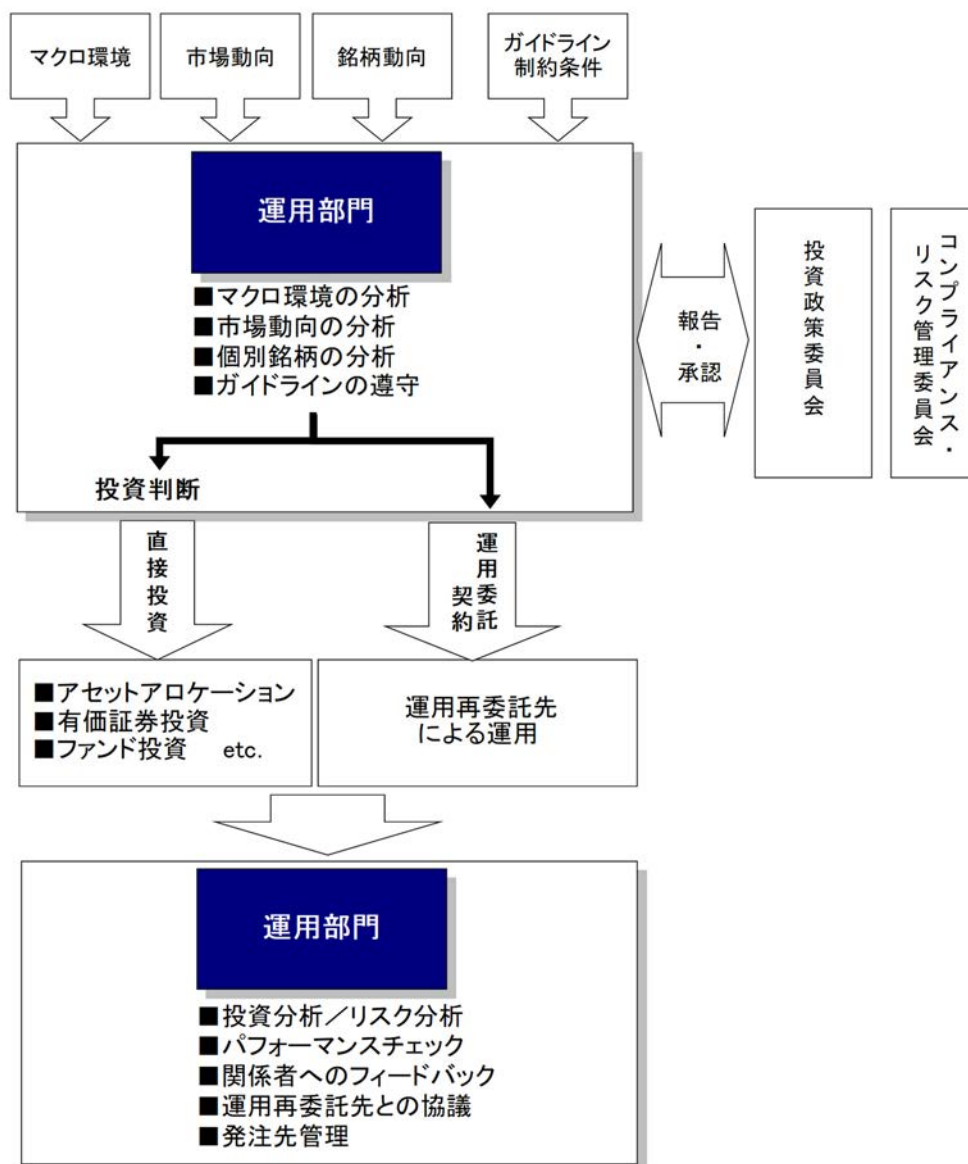 マクロ環境
市場動向
銘柄動向
ガイドライン
制約条件
運用部門
■マクロ環境の分析
■市場動向の分析
■個別銘柄の分析
■ガイドラインの遵守
投資判断
報告
・
承認
投資政策委員会
コンプライアンス・
リスク管理委員会
直接投資
運用委託
契約
■アセットアロケーション
■有価証券投資
■ファンド投資 etc.
運用再委託先
による運用
運用部門
■投資分析／リスク分析
■パフォーマンスチェック
■関係者へのフィードバック
■運用再委託先との協議
■発注先管理